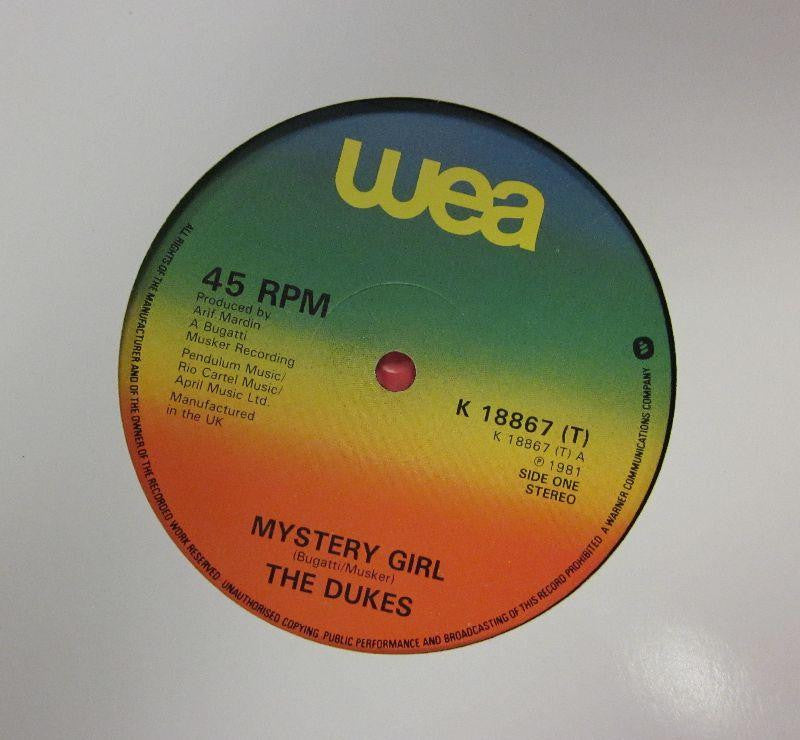 wea
45 RPM
Produced by
Arif Mardin
A Bugatti
Musker Recording
Pendulum Music/
Rio Cartel Music/
April Music Ltd.
Manufactured
in the UK
K 18867 (T)
K 18867 (T) A
℗ 1981
SIDE ONE
STEREO
MYSTERY GIRL
(Bugatti/Musker)
THE DUKES
ALL RIGHTS OF THE MANUFACTURER AND OF THE OWNER OF THE RECORDED WORK RESERVED. UNAUTHORISED COPYING, PUBLIC PERFORMANCE AND BROADCASTING OF THIS RECORD PROHIBITED. A WARNER COMMUNICATIONS COMPANY